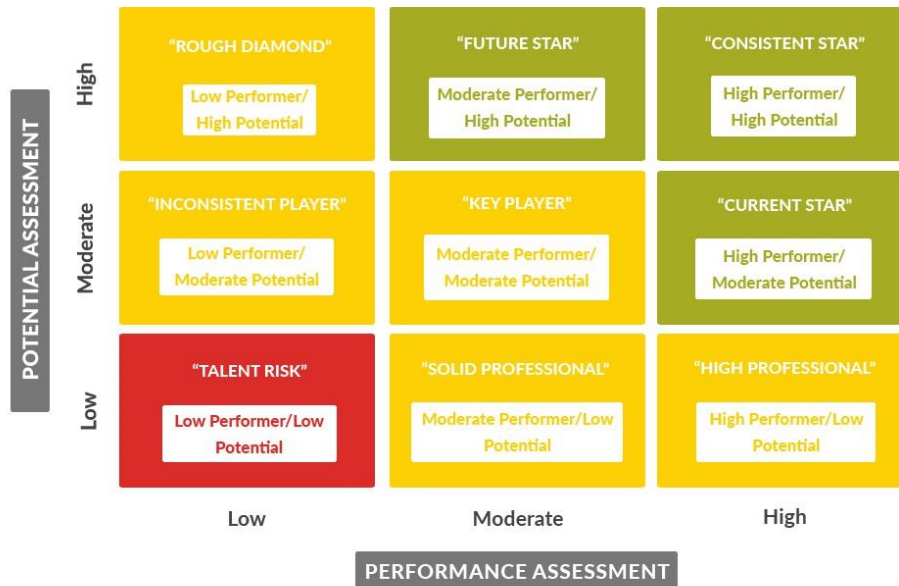 POTENTIAL ASSESSMENT
High
“ROUGH DIAMOND”
Low Performer/
High Potential
“FUTURE STAR”
Moderate Performer/
High Potential
“CONSISTENT STAR”
High Performer/
High Potential
Moderate
“INCONSISTENT PLAYER”
Low Performer/
Moderate Potential
“KEY PLAYER”
Moderate Performer/
Moderate Potential
“CURRENT STAR”
High Performer/
Moderate Potential
Low
“TALENT RISK”
Low Performer/Low
Potential
“SOLID PROFESSIONAL”
Moderate Performer/Low
Potential
“HIGH PROFESSIONAL”
High Performer/Low
Potential
Low
Moderate
High
PERFORMANCE ASSESSMENT